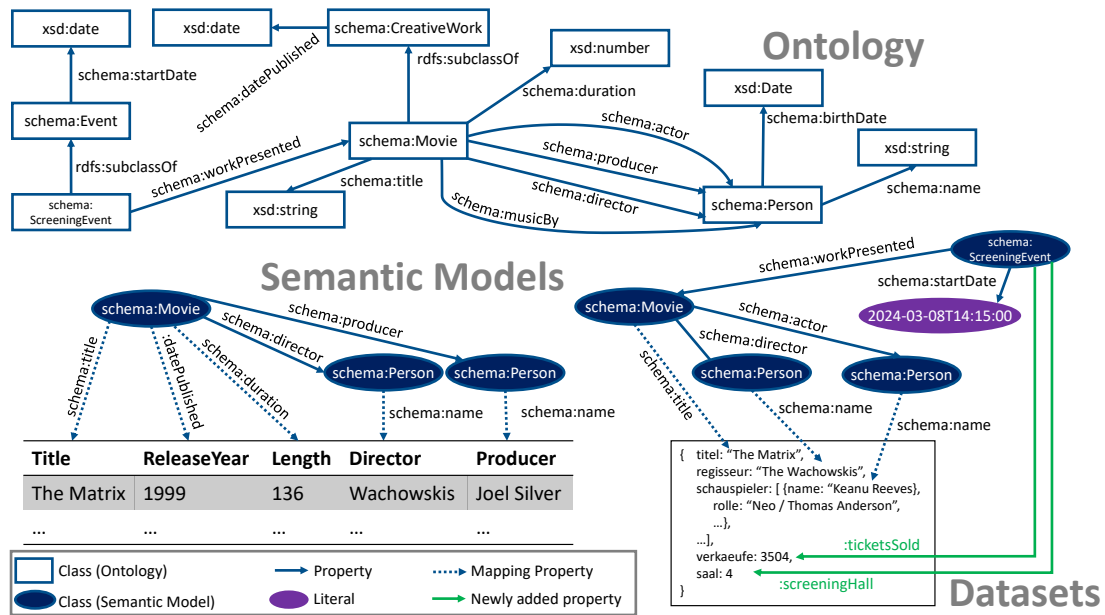 xsd:date
xsd:date
schema:CreativeWork
xsd:number
Ontology
schema:startDate
schema:datePublished
rdfs:subclassOf
schema:duration
xsd:Date
schema:Event
schema:Movie
schema:actor
schema:birthDate
xsd:string
rdfs:subclassOf
schema:workPresented
schema:title
schema:producer
schema:name
schema:
ScreeningEvent
xsd:string
schema:director
schema:Person
schema:musicBy
Semantic Models
schema:Movie
schema:producer
schema:director
schema:title
:datePublished
schema:duration
schema:Person
schema:Person
schema:name
schema:name
Title ReleaseYear Length Director Producer
The Matrix 1999 136 Wachowskis Joel Silver
... ... ... ... ...
schema:workPresented
schema:
ScreeningEvent
schema:startDate
schema:Movie
2024-03-08T14:15:00
schema:actor
schema:director
schema:title
schema:Person
schema:Person
schema:name
schema:name
{ titel: “The Matrix”,
regisseur: “The Wachowskis”,
schauspieler: [ {name: “Keanu Reeves},
rolle: “Neo / Thomas Anderson”,
...},
...],
verkaeufe: 3504,
saal: 4
}
:ticketsSold
:screeningHall
Datasets
Class (Ontology) Property Mapping Property
Class (Semantic Model) Literal Newly added property